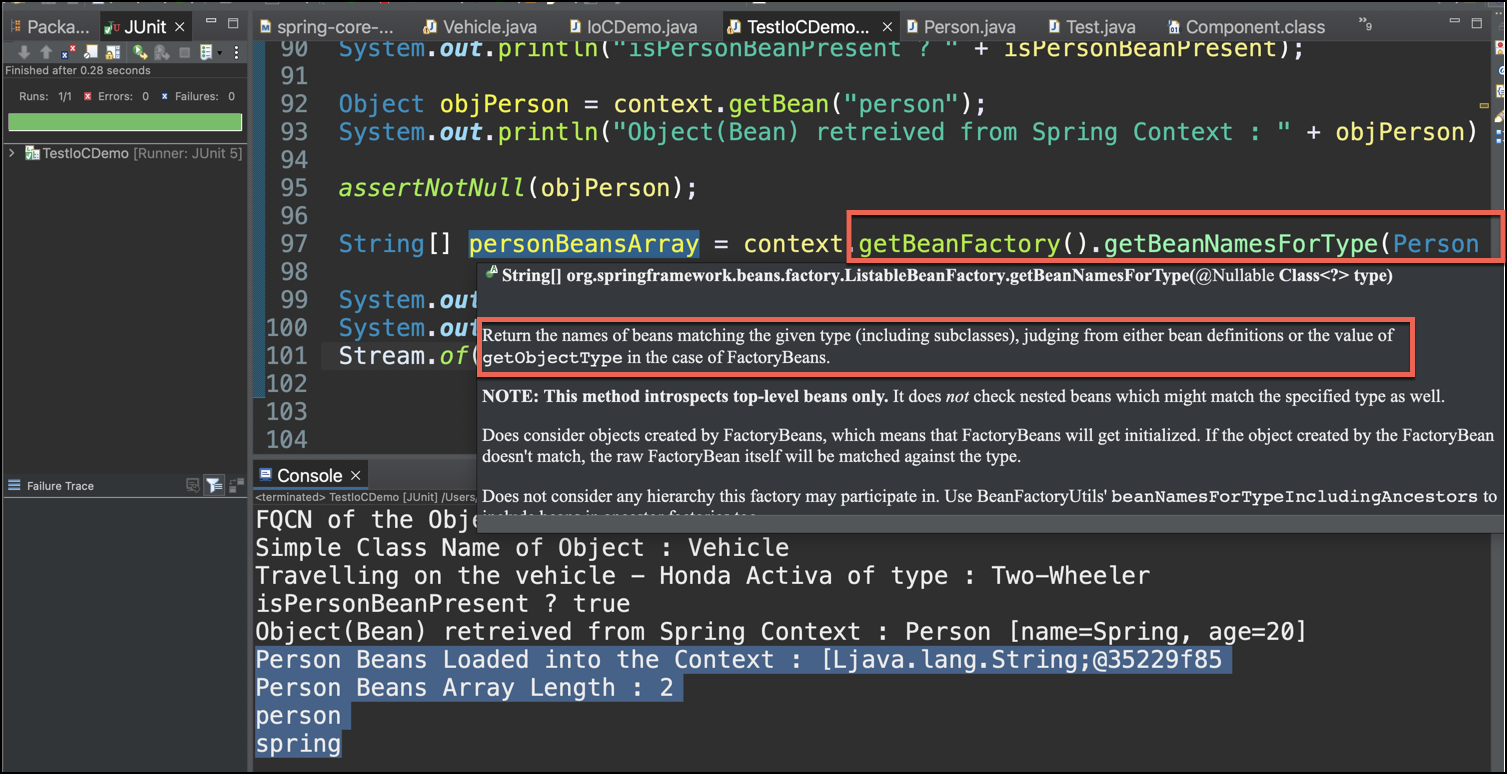 Packa...
JUnit
spring-core-...
Vehicle.java
IoCDemo.java
TestIoCDemo...
Person.java
Test.java
Component.class
»9
Finished after 0.28 seconds
Runs: 1/1 Errors: 0 Failures: 0
TestIoCDemo [Runner: JUnit 5]
Failure Trace
90 System.out.println("isPersonBeanPresent ? " + isPersonBeanPresent);
91
92 Object objPerson = context.getBean("person");
93 System.out.println("Object(Bean) retreived from Spring Context : " + objPerson)
94
95 assertNotNull(objPerson);
96
97 String[] personBeansArray = context.getBeanFactory().getBeanNamesForType(Person
98
99 System.out
100 System.out
101 Stream.of(
102
103
104
String[] org.springframework.beans.factory.ListableBeanFactory.getBeanNamesForType(@Nullable Class<?> type)
Return the names of beans matching the given type (including subclasses), judging from either bean definitions or the value of
getObjectType in the case of FactoryBeans.
NOTE: This method introspects top-level beans only. It does not check nested beans which might match the specified type as well.
Does consider objects created by FactoryBeans, which means that FactoryBeans will get initialized. If the object created by the FactoryBean
doesn't match, the raw FactoryBean itself will be matched against the type.
Does not consider any hierarchy this factory may participate in. Use BeanFactoryUtils' beanNamesForTypeIncludingAncestors to
Console
<terminated> TestIoCDemo [JUnit] /Users/
FQCN of the Obje
Simple Class Name of Object : Vehicle
Travelling on the vehicle - Honda Activa of type : Two-Wheeler
isPersonBeanPresent ? true
Object(Bean) retreived from Spring Context : Person [name=Spring, age=20]
Person Beans Loaded into the Context : [Ljava.lang.String;@35229f85
Person Beans Array Length : 2
person
spring